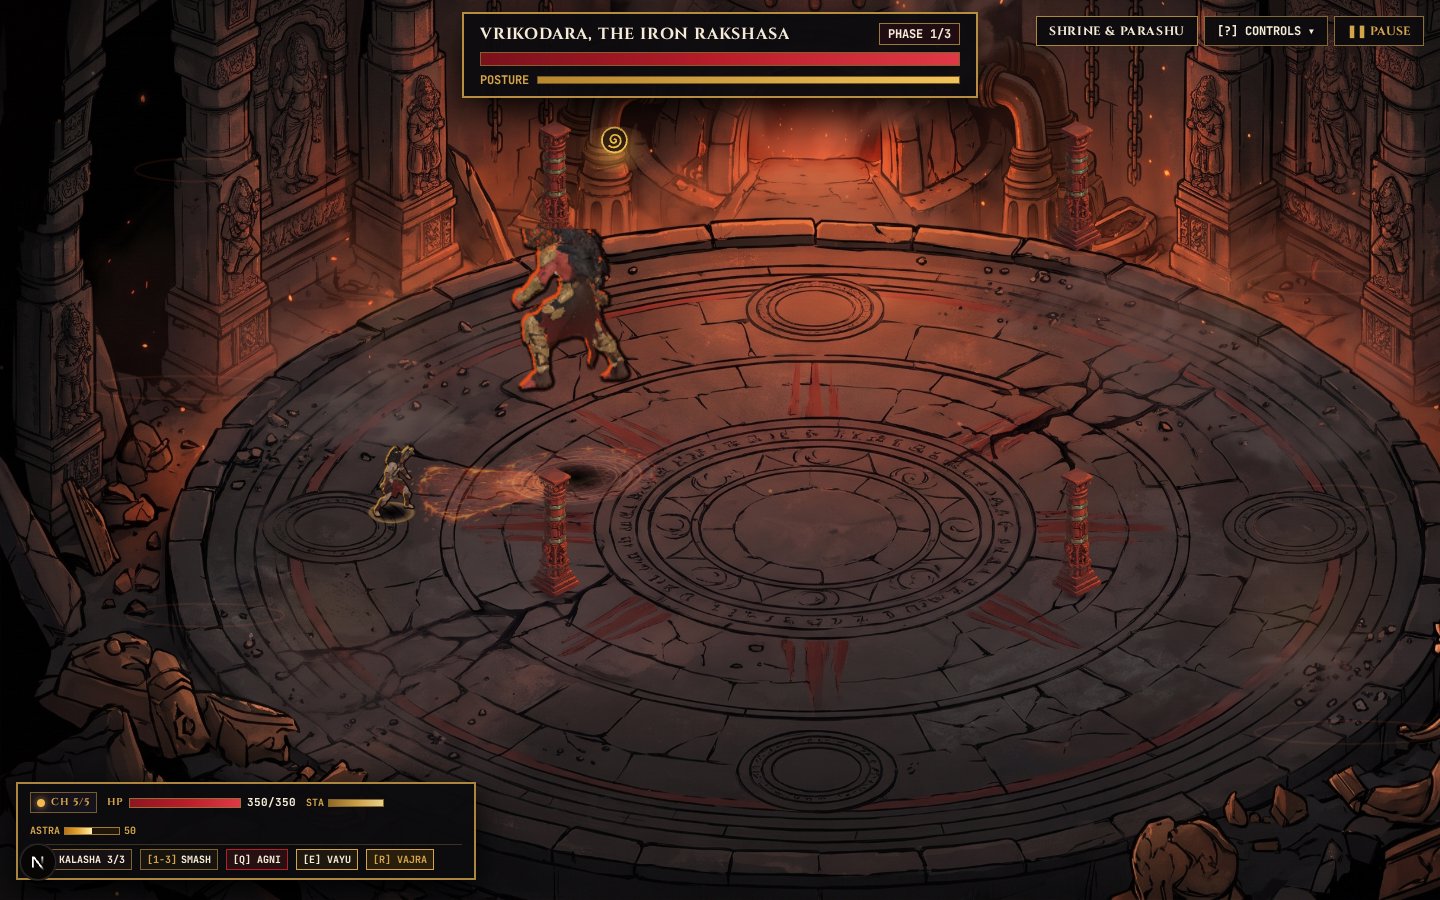 VRIKODARA, THE IRON RAKSHASA
PHASE 1/3
POSTURE
SHRINE & PARASHU
[?] CONTROLS ▾
❚❚ PAUSE
CH 5/5
HP
350/350
STA
ASTRA
50
N
KALASHA 3/3
[1-3] SMASH
[Q] AGNI
[E] VAYU
[R] VAJRA